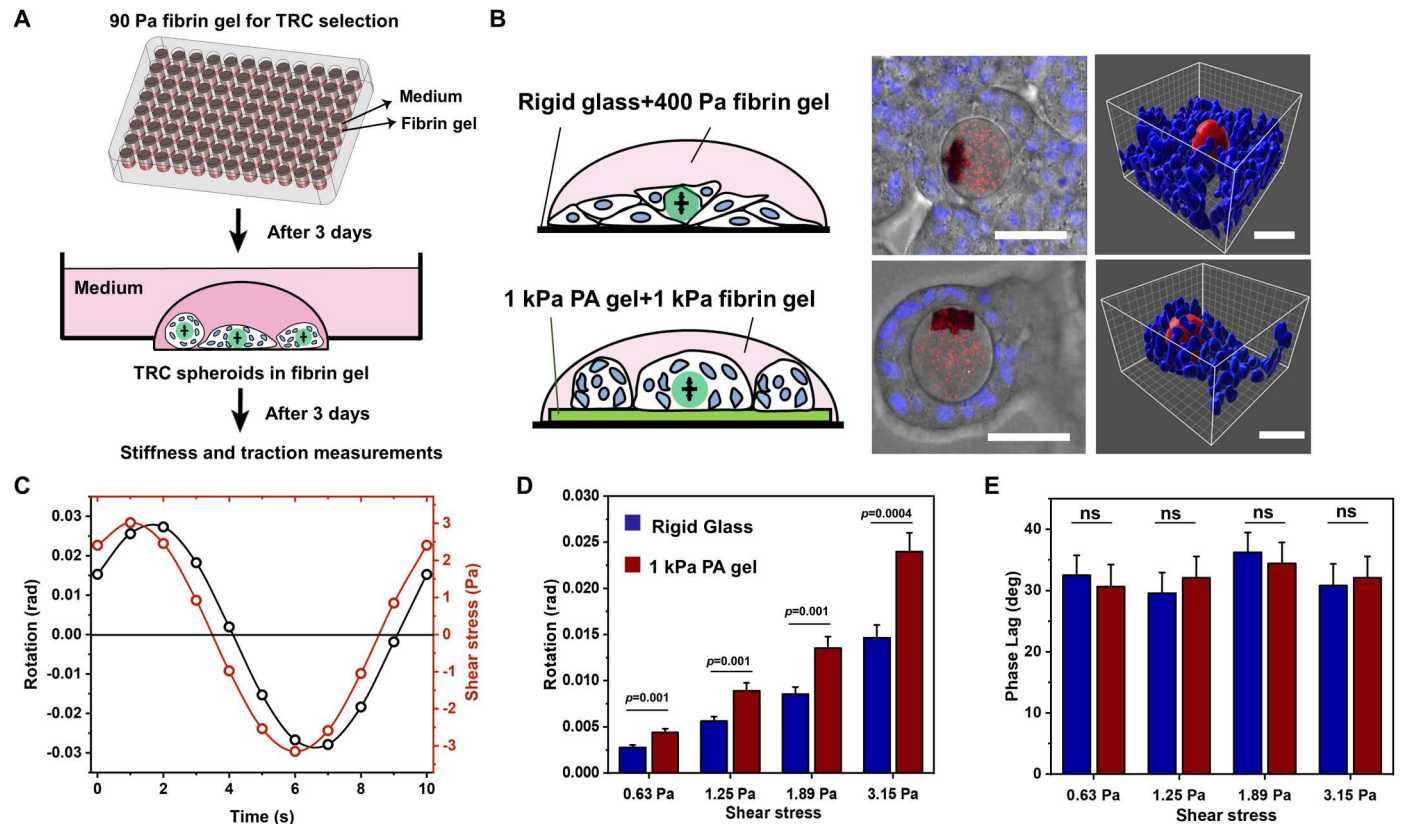 A
90 Pa fibrin gel for TRC selection
Medium
Fibrin gel
After 3 days
Medium
TRC spheroids in fibrin gel
After 3 days
Stiffness and traction measurements
B
Rigid glass+400 Pa fibrin gel
1 kPa PA gel+1 kPa fibrin gel
C
Rotation (rad)
0.03
0.02
0.01
0.00
-0.01
-0.02
-0.03
Shear stress (Pa)
3
2
1
0
-1
-2
-3
0 2 4 6 8 10
Time (s)
D
Rotation (rad)
0.030
0.025
0.020
0.015
0.010
0.005
0.000
Rigid Glass
1 kPa PA gel
p=0.001
p=0.001
p=0.001
p=0.0004
0.63 Pa 1.25 Pa 1.89 Pa 3.15 Pa
Shear stress
E
Phase Lag (deg)
40
30
20
10
0
ns ns ns ns
0.63 Pa 1.25 Pa 1.89 Pa 3.15 Pa
Shear stress